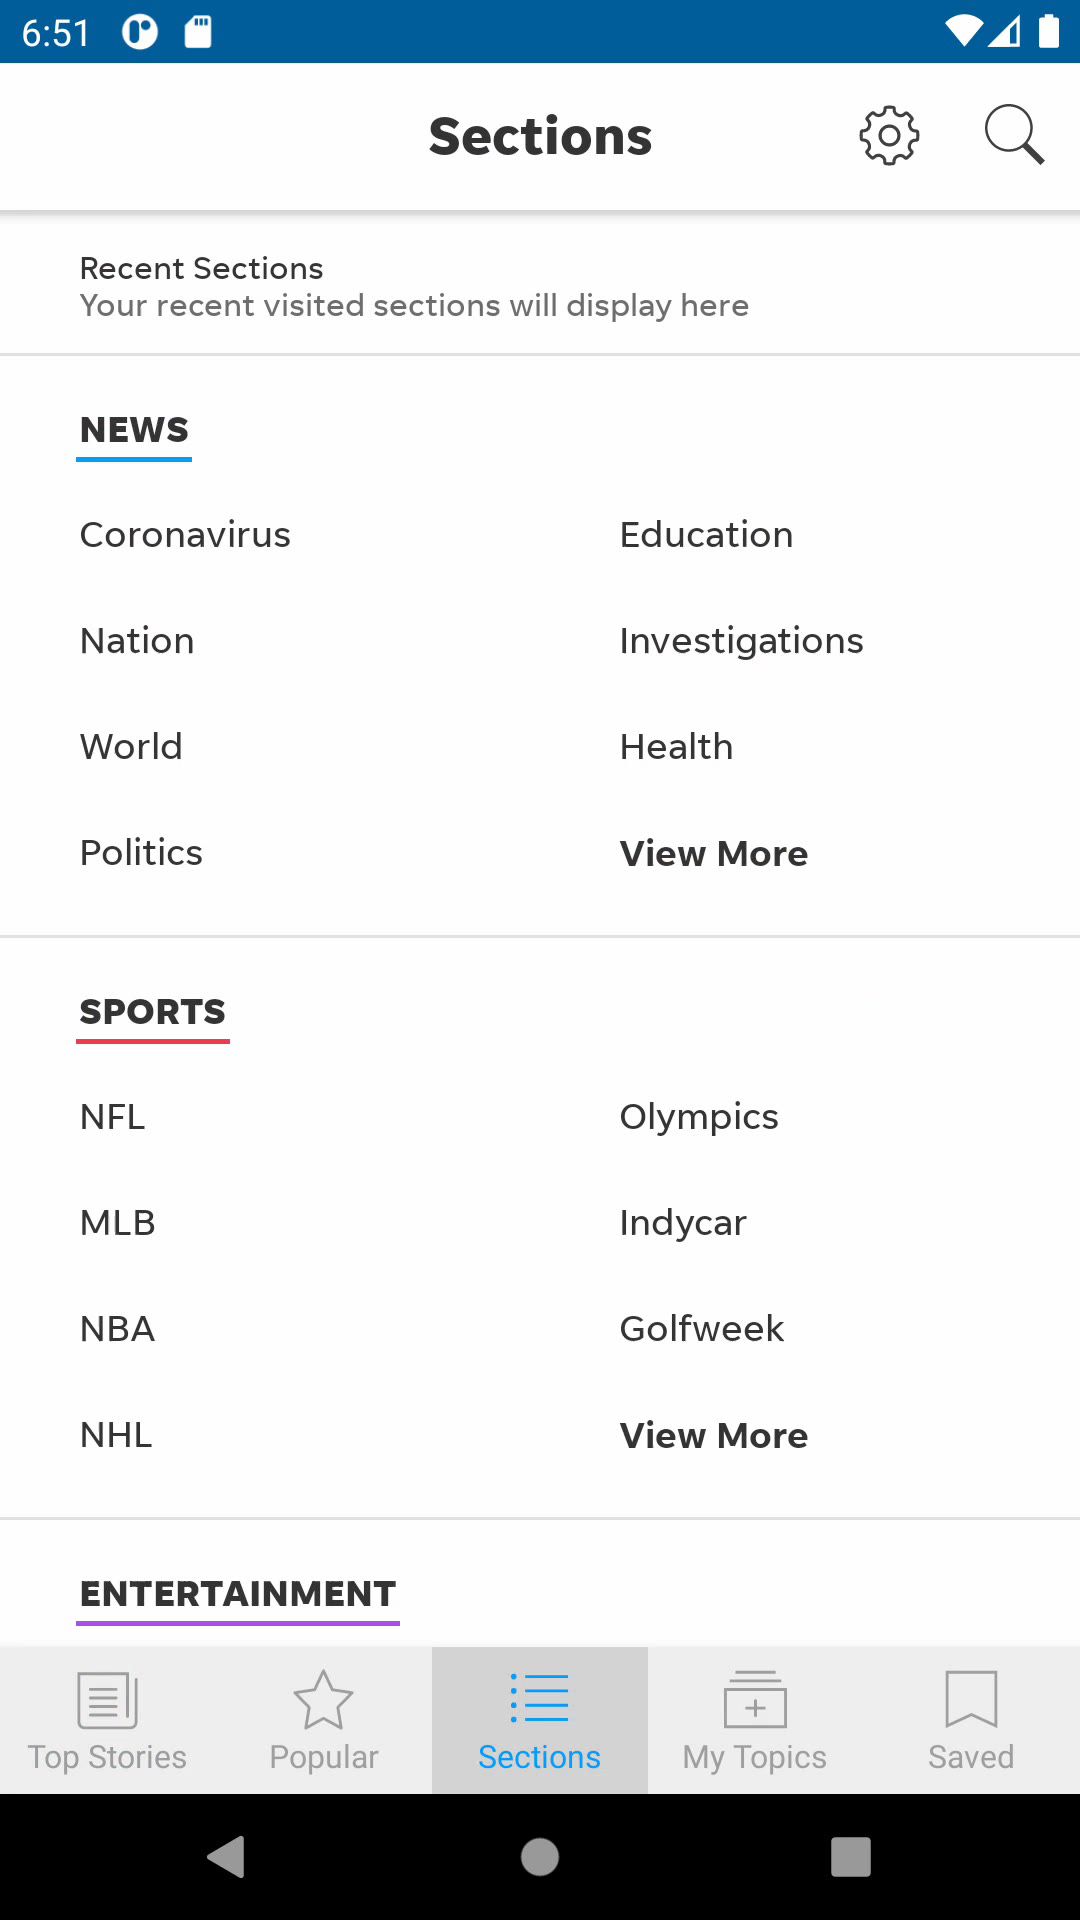 6:51
Sections
Recent Sections
Your recent visited sections will display here
NEWS
Coronavirus
Education
Nation
Investigations
World
Health
Politics
View More
SPORTS
NFL
Olympics
MLB
Indycar
NBA
Golfweek
NHL
View More
ENTERTAINMENT
Top Stories
Popular
Sections
My Topics
Saved